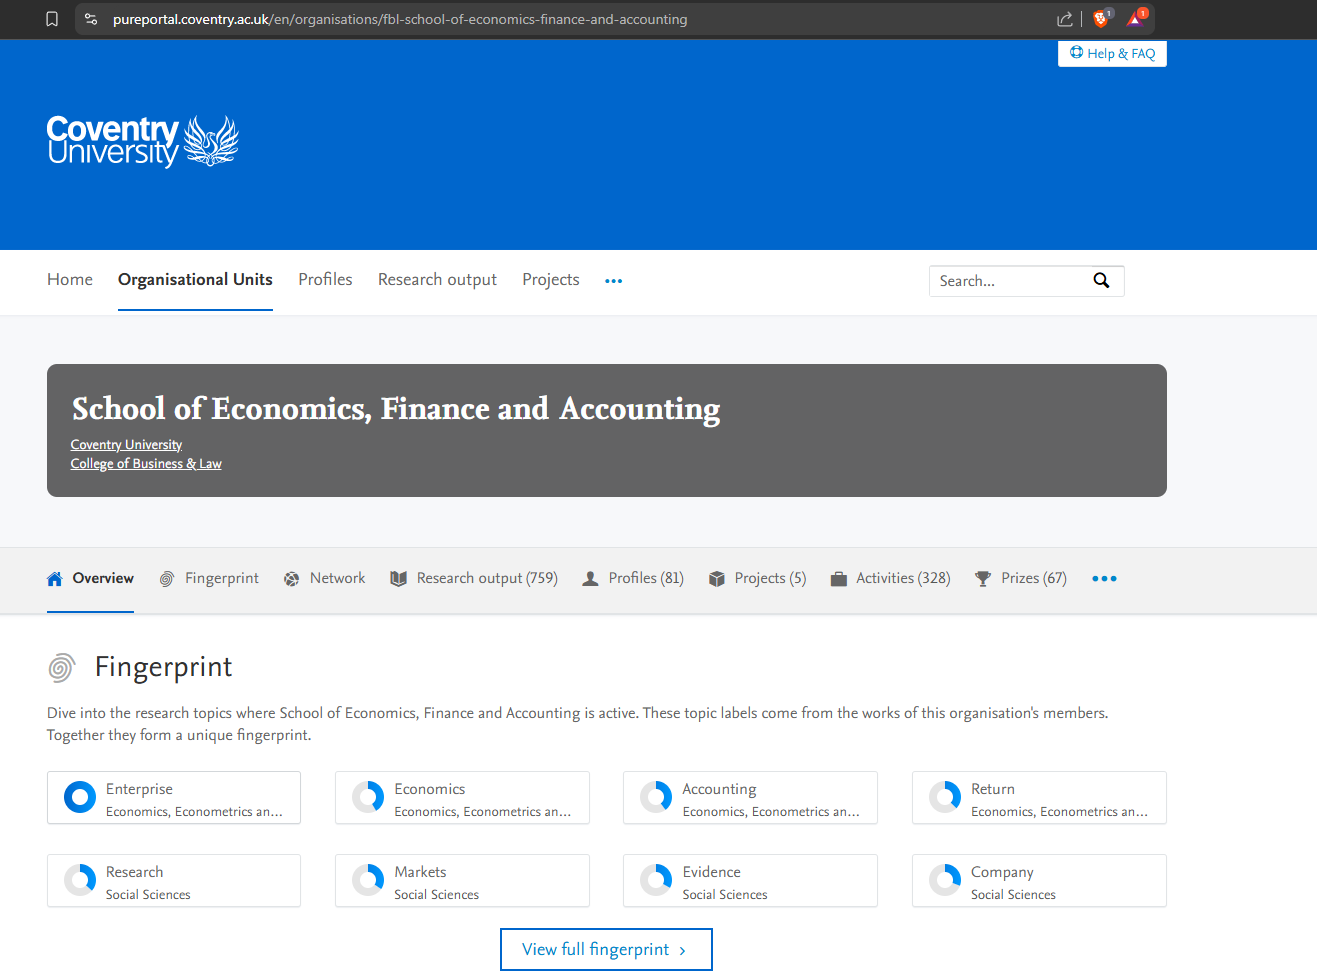 pureportal.coventry.ac.uk/en/organisations/fbl-school-of-economics-finance-and-accounting
1
1
Help & FAQ
Coventry
University
Home
Organisational Units
Profiles
Research output
Projects
Search...
School of Economics, Finance and Accounting
Coventry University
College of Business & Law
Overview
Fingerprint
Network
Research output (759)
Profiles (81)
Projects (5)
Activities (328)
Prizes (67)
Fingerprint
Dive into the research topics where School of Economics, Finance and Accounting is active. These topic labels come from the works of this organisation's members.
Together they form a unique fingerprint.
Enterprise
Economics, Econometrics an...
Economics
Economics, Econometrics an...
Accounting
Economics, Econometrics an...
Return
Economics, Econometrics an...
Research
Social Sciences
Markets
Social Sciences
Evidence
Social Sciences
Company
Social Sciences
View full fingerprint